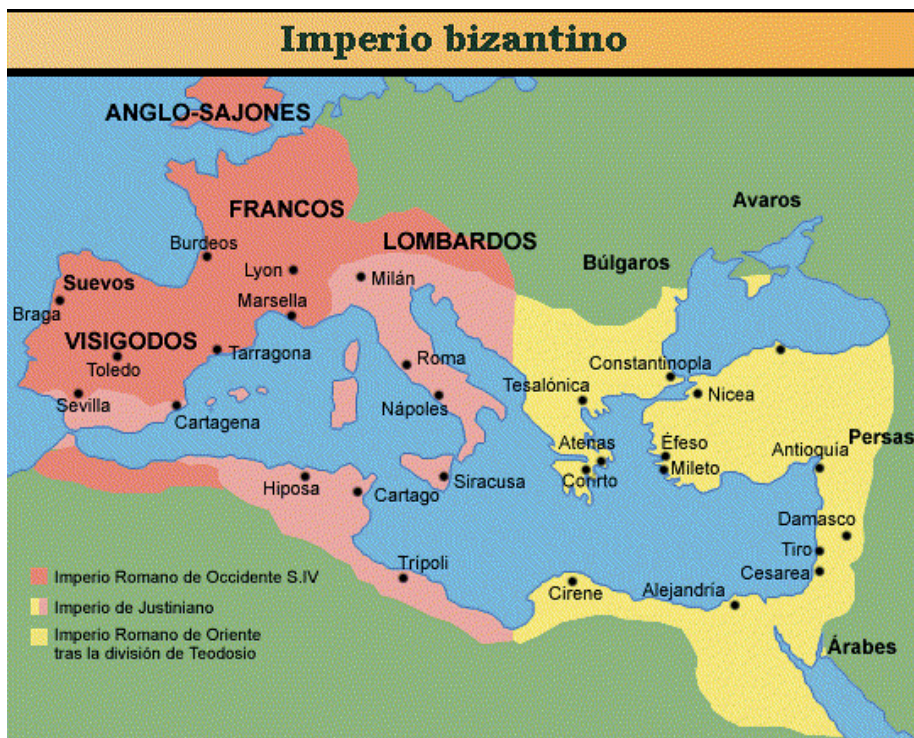 Imperio bizantino
ANGLO-SAJONES
Avaros
FRANCOS
LOMBARDOS
Burdeos
Búlgaros
Lyon
Milán
Suevos
Marsella
Braga
VISIGODOS
Tarragona
Roma
Constantinopla
Toledo
Tesalónica
Nicea
Sevilla
Nápoles
Cartagena
Atenas
Éfeso
Persas
Antioquía
Mileto
Conrto
Hiposa
Cartago
Siracusa
Damasco
Trípoli
Tiro
Cesarea
Cirene
Alejandría
Árabes
Imperio Romano de Occidente S.IV
Imperio de Justiniano
Imperio Romano de Oriente
tras la división de Teodosio